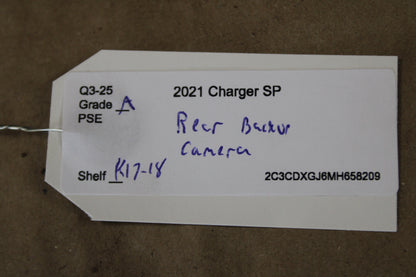 Q3-25 2021 Charger SP
Grade A
PSE
Rear Backup
Camera
Shelf K17-18 2C3CDXGJ6MH658209